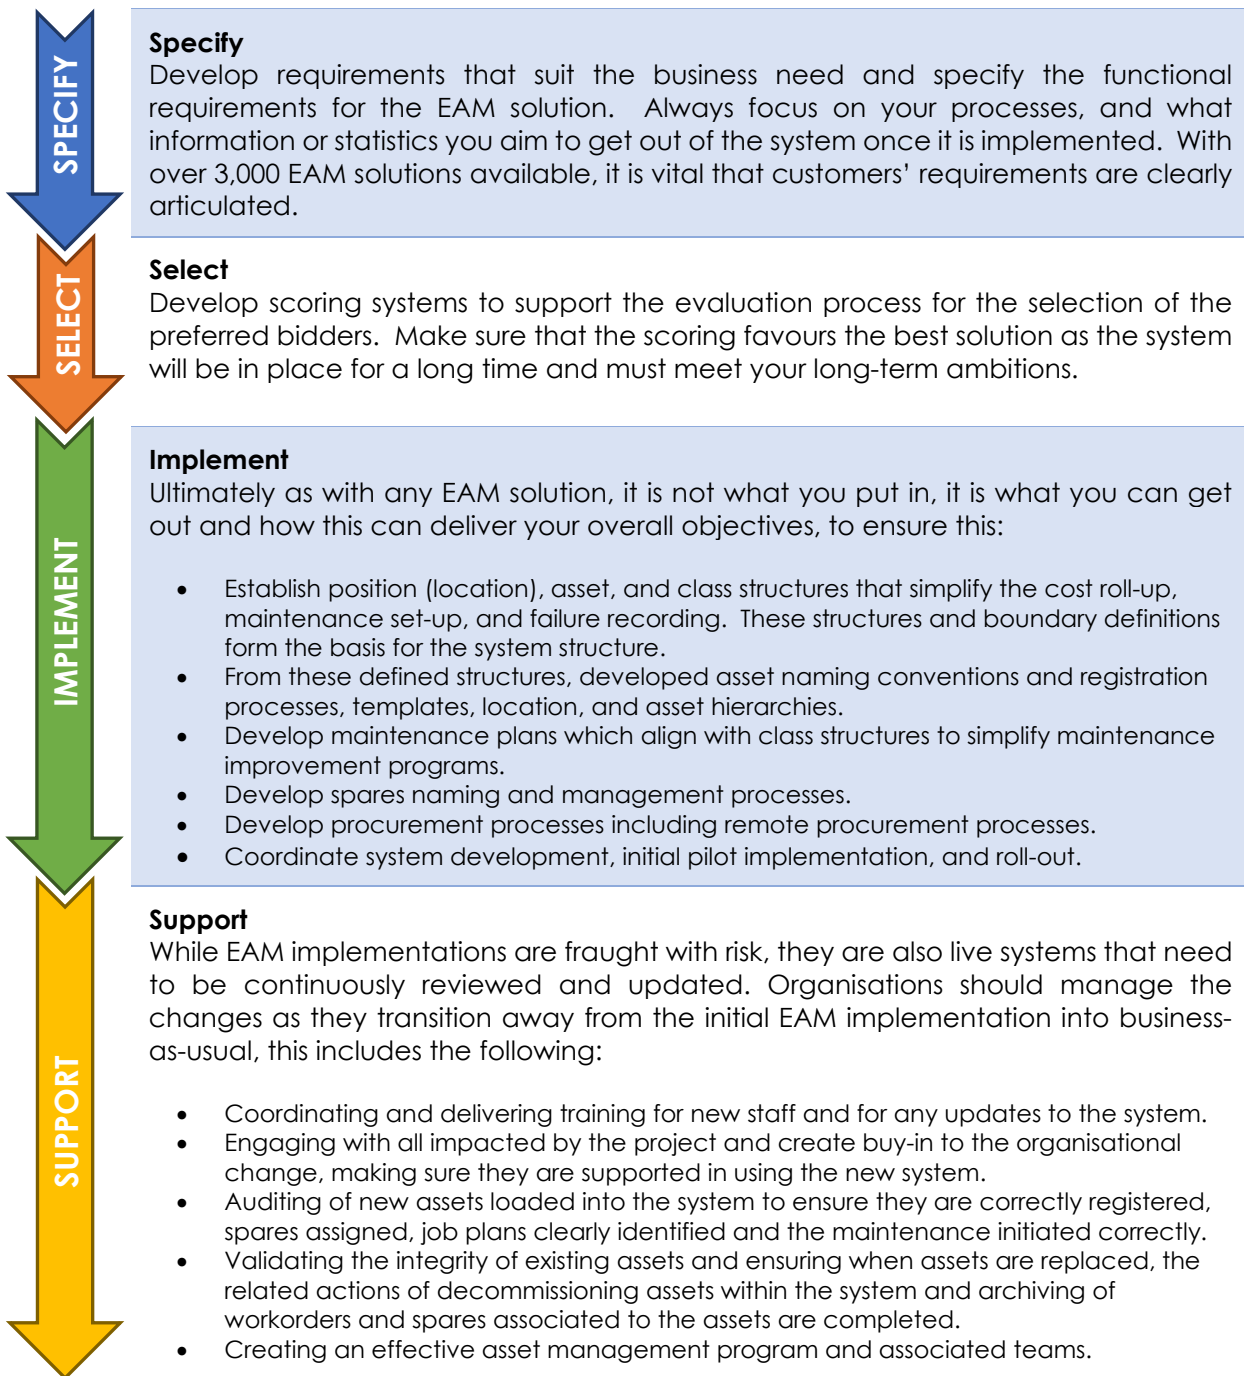 SPECIFY
Specify
Develop requirements that suit the business need and specify the functional
requirements for the EAM solution.  Always focus on your processes, and what
information or statistics you aim to get out of the system once it is implemented.  With
over 3,000 EAM solutions available, it is vital that customers’ requirements are clearly
articulated.
SELECT
Select
Develop scoring systems to support the evaluation process for the selection of the
preferred bidders.  Make sure that the scoring favours the best solution as the system
will be in place for a long time and must meet your long-term ambitions.
IMPLEMENT
Implement
Ultimately as with any EAM solution, it is not what you put in, it is what you can get
out and how this can deliver your overall objectives, to ensure this:
• Establish position (location), asset, and class structures that simplify the cost roll-up,
maintenance set-up, and failure recording.  These structures and boundary definitions
form the basis for the system structure.
• From these defined structures, developed asset naming conventions and registration
processes, templates, location, and asset hierarchies.
• Develop maintenance plans which align with class structures to simplify maintenance
improvement programs.
• Develop spares naming and management processes.
• Develop procurement processes including remote procurement processes.
• Coordinate system development, initial pilot implementation, and roll-out.
SUPPORT
Support
While EAM implementations are fraught with risk, they are also live systems that need
to be continuously reviewed and updated. Organisations should manage the
changes as they transition away from the initial EAM implementation into business-
as-usual, this includes the following:
• Coordinating and delivering training for new staff and for any updates to the system.
• Engaging with all impacted by the project and create buy-in to the organisational
change, making sure they are supported in using the new system.
• Auditing of new assets loaded into the system to ensure they are correctly registered,
spares assigned, job plans clearly identified and the maintenance initiated correctly.
• Validating the integrity of existing assets and ensuring when assets are replaced, the
related actions of decommissioning assets within the system and archiving of
workorders and spares associated to the assets are completed.
• Creating an effective asset management program and associated teams.